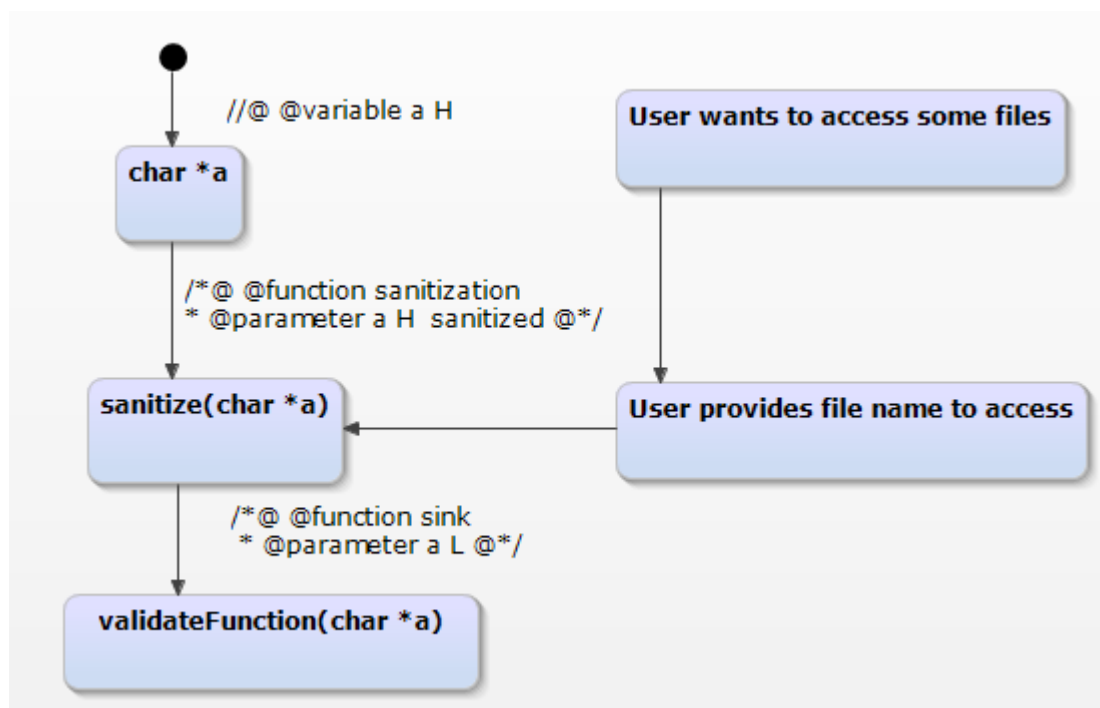 //@ @variable a H
User wants to access some files
char *a
/*@ @function sanitization
* @parameter a H  sanitized @*/
sanitize(char *a)
User provides file name to access
/*@ @function sink
* @parameter a L @*/
validateFunction(char *a)